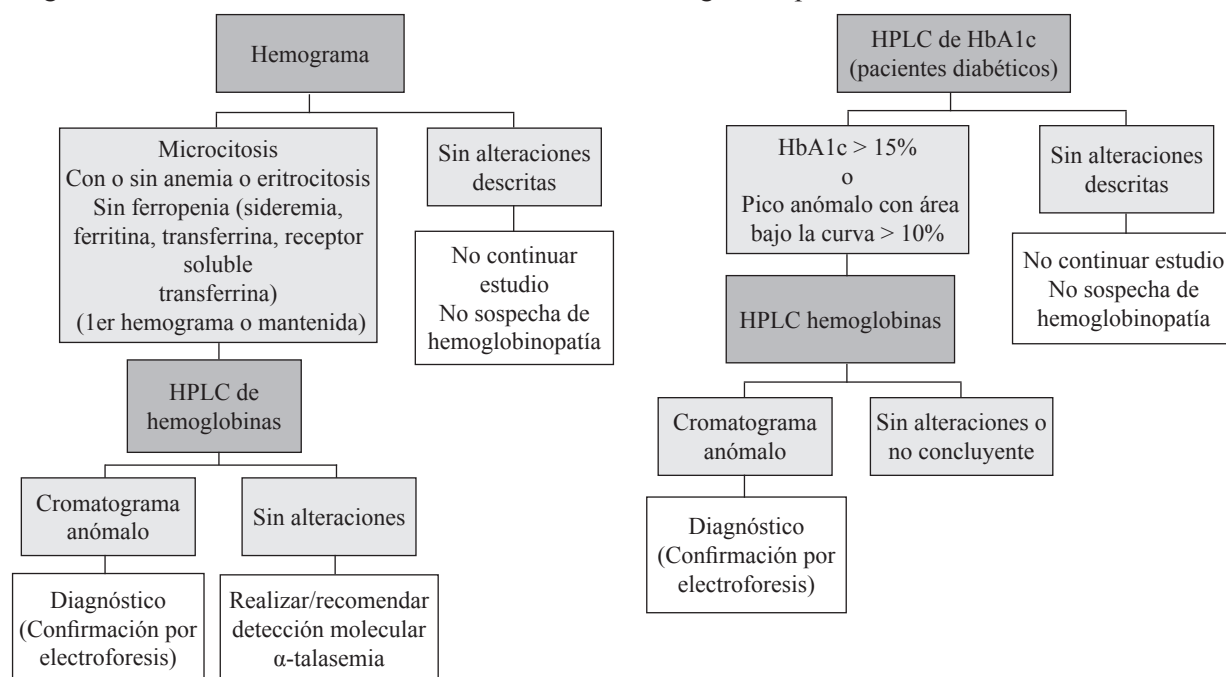 Hemograma
Microcitosis
Con o sin anemia o eritrocitosis
Sin ferropenia (sideremia,
ferritina, transferrina, receptor
soluble
transferrina)
(1er hemograma o mantenida)
Sin alteraciones
descritas
No continuar
estudio
No sospecha de
hemoglobinopatía
HPLC de
hemoglobinas
Cromatograma
anómalo
Sin alteraciones
Diagnóstico
(Confirmación por
electroforesis)
Realizar/recomendar
detección molecular
α-talasemia
HPLC de HbA1c
(pacientes diabéticos)
HbA1c > 15%
o
Pico anómalo con área
bajo la curva > 10%
Sin alteraciones
descritas
No continuar estudio
No sospecha de
hemoglobinopatía
HPLC hemoglobinas
Cromatograma
anómalo
Sin alteraciones o
no concluyente
Diagnóstico
(Confirmación por
electroforesis)